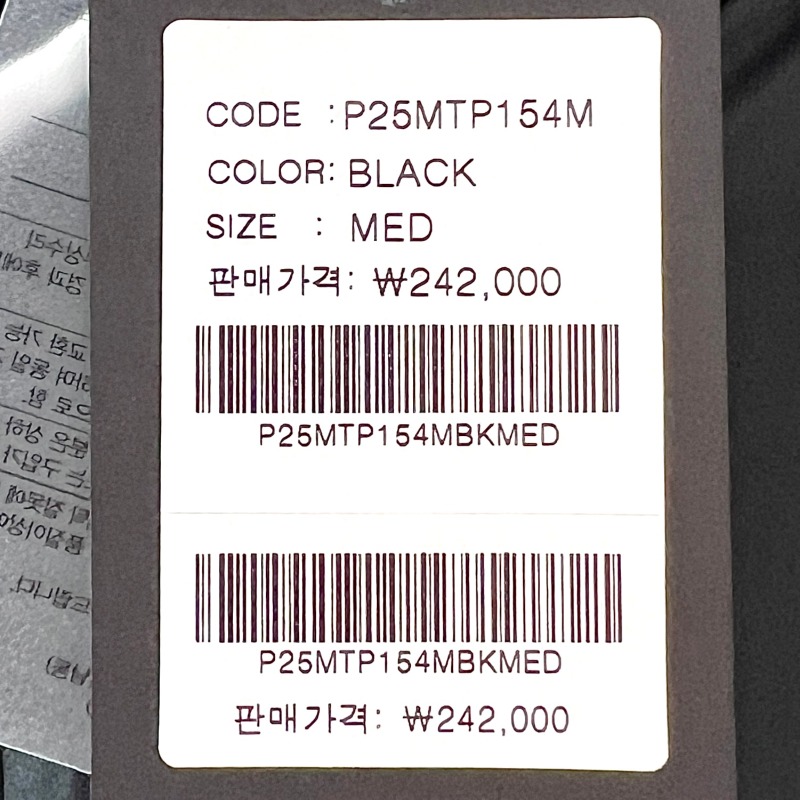 CODE : P25MTP154M
COLOR: BLACK
SIZE : MED
판매가격: ₩242,000
P25MTP154MBKMED
P25MTP154MBKMED
판매가격: ₩242,000